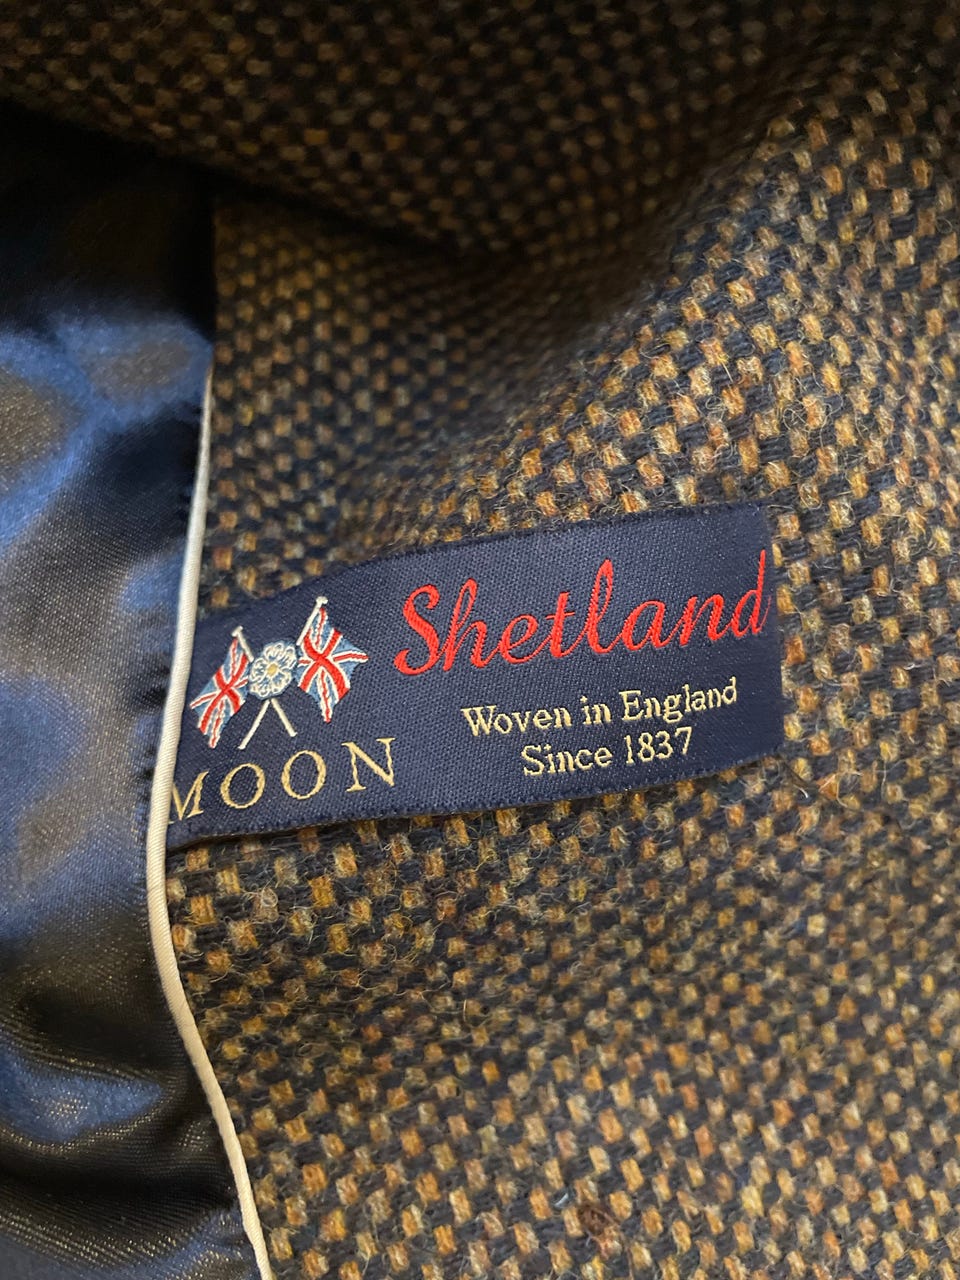 Shetland
Woven in England
Since 1837
MOON